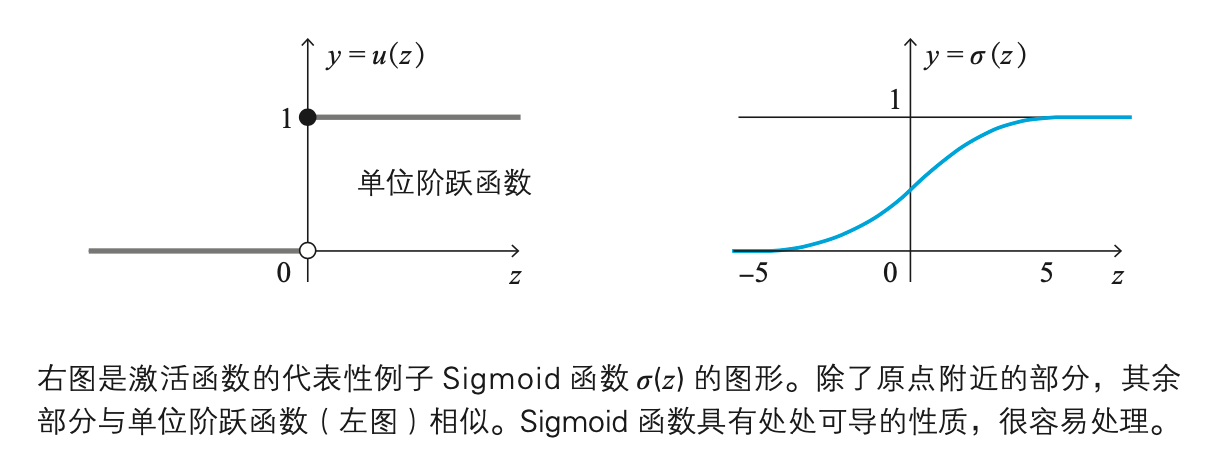 y = u(z)
1
单位阶跃函数
0
z
y = σ(z)
1
−5
0
5
z
右图是激活函数的代表性例子 Sigmoid 函数 σ(z) 的图形。除了原点附近的部分，其余
部分与单位阶跃函数（左图）相似。Sigmoid 函数具有处处可导的性质，很容易处理。